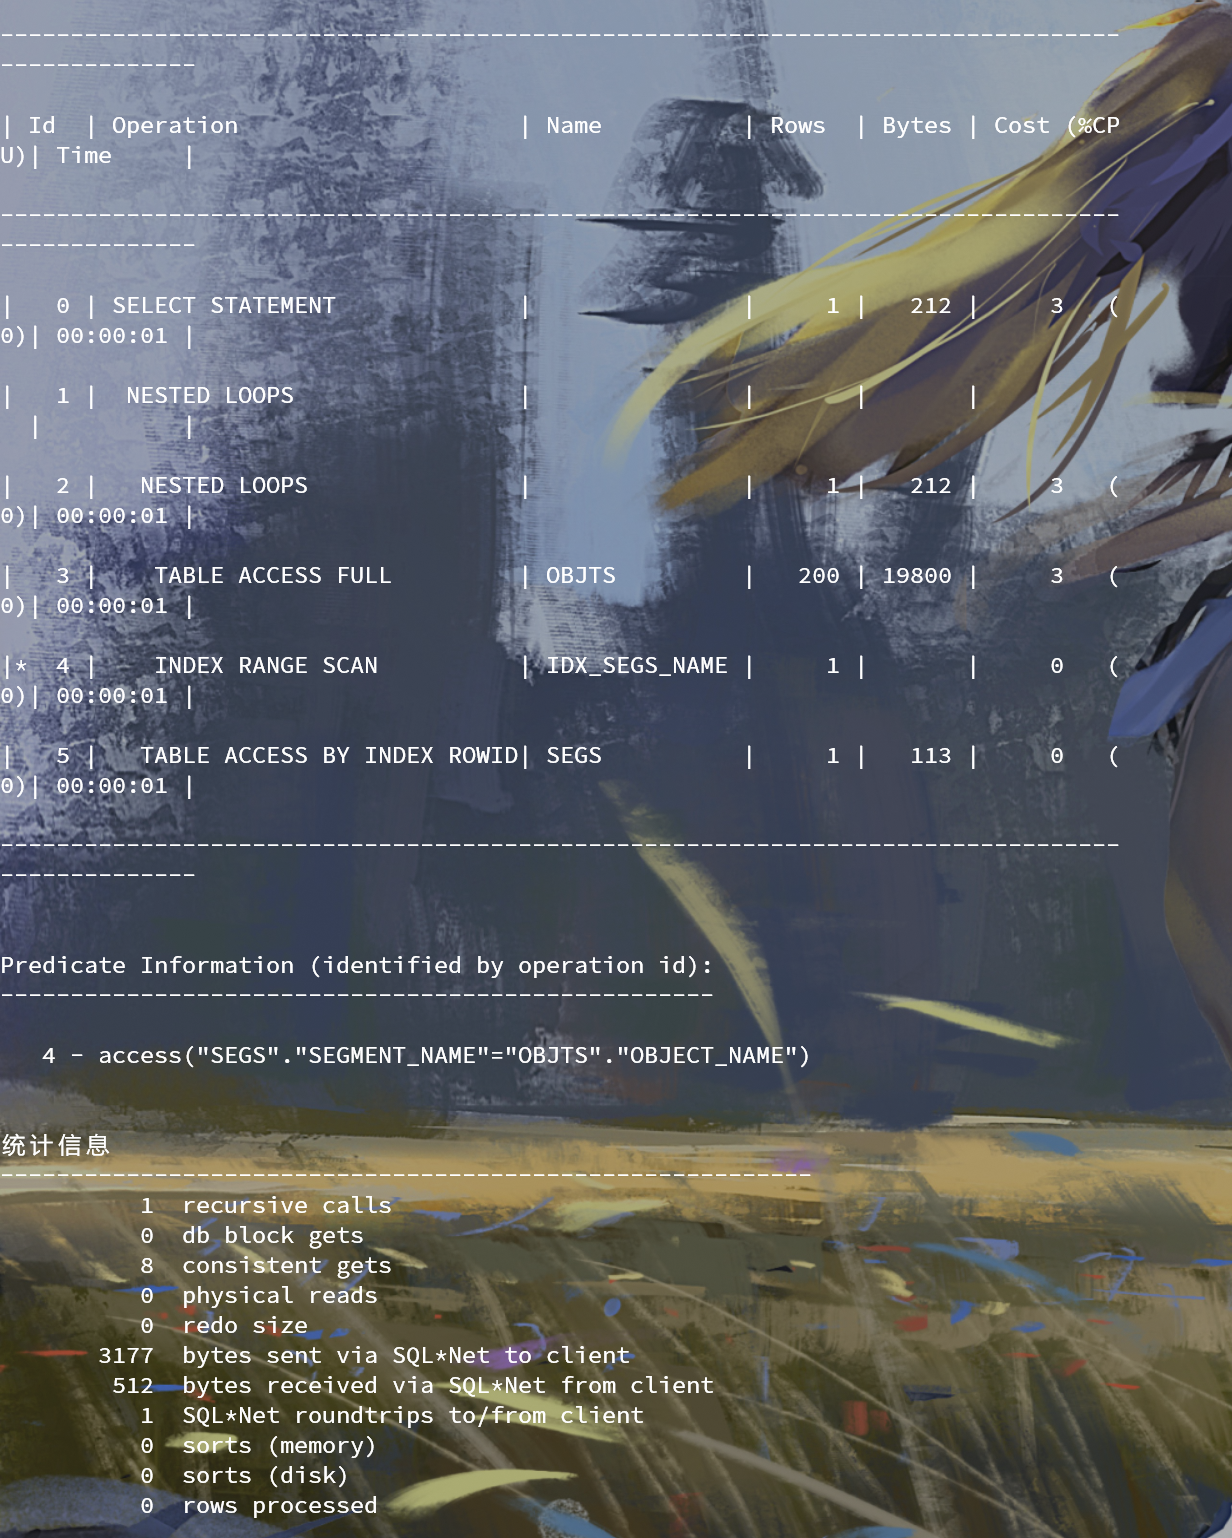 --------------------------------------------------------------------------------
--------------
| Id  | Operation                    | Name          | Rows  | Bytes | Cost (%CP
U)| Time     |
--------------------------------------------------------------------------------
--------------
|   0 | SELECT STATEMENT             |               |     1 |   212 |     3   (
0)| 00:00:01 |
|   1 |  NESTED LOOPS                |               |       |       |
  |          |
|   2 |   NESTED LOOPS               |               |     1 |   212 |     3   (
0)| 00:00:01 |
|   3 |    TABLE ACCESS FULL         | OBJTS         |   200 | 19800 |     3   (
0)| 00:00:01 |
|*  4 |    INDEX RANGE SCAN          | IDX_SEGS_NAME |     1 |       |     0   (
0)| 00:00:01 |
|   5 |   TABLE ACCESS BY INDEX ROWID| SEGS          |     1 |   113 |     0   (
0)| 00:00:01 |
--------------------------------------------------------------------------------
--------------
Predicate Information (identified by operation id):
---------------------------------------------------
   4 - access("SEGS"."SEGMENT_NAME"="OBJTS"."OBJECT_NAME")
统计信息
----------------------------------------------------------
          1  recursive calls
          0  db block gets
          8  consistent gets
          0  physical reads
          0  redo size
       3177  bytes sent via SQL*Net to client
        512  bytes received via SQL*Net from client
          1  SQL*Net roundtrips to/from client
          0  sorts (memory)
          0  sorts (disk)
          0  rows processed